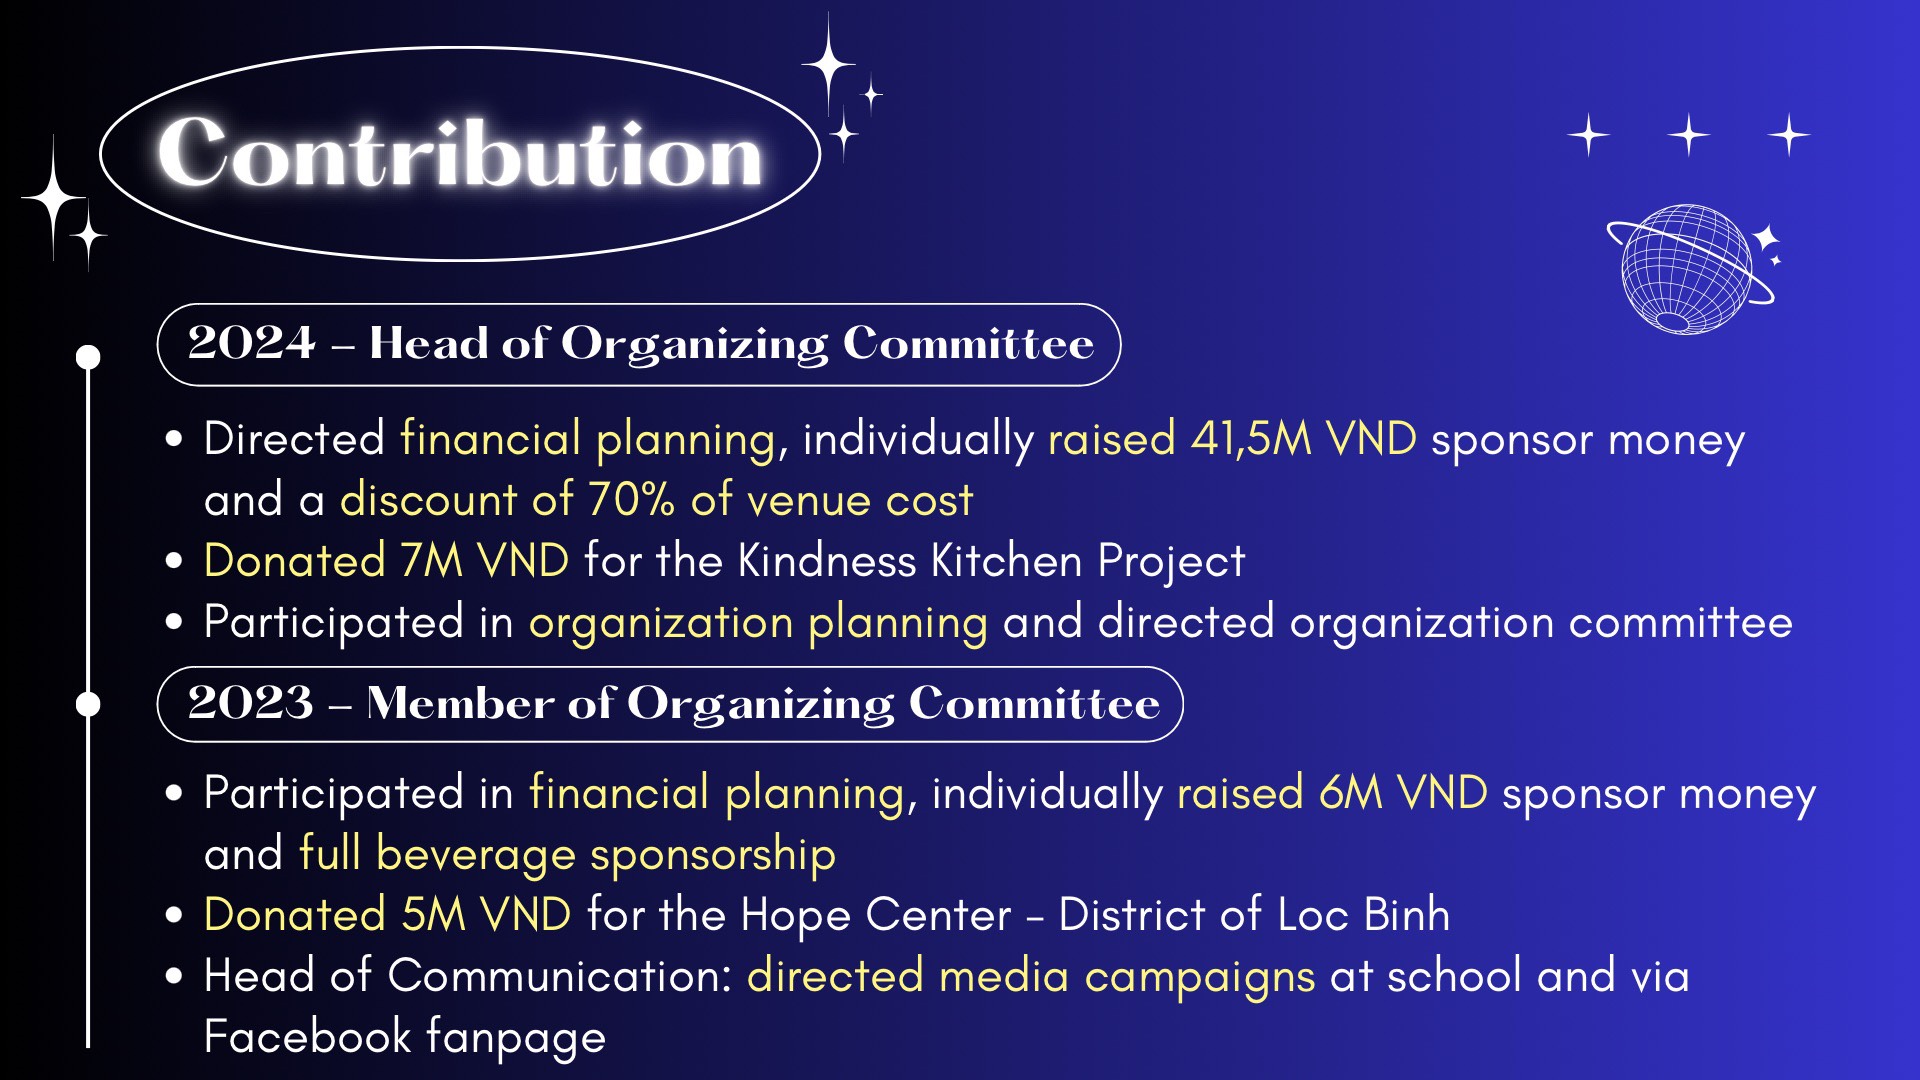 Contribution
2024 – Head of Organizing Committee
• Directed financial planning, individually raised 41,5M VND sponsor money
and a discount of 70% of venue cost
• Donated 7M VND for the Kindness Kitchen Project
• Participated in organization planning and directed organization committee
2023 – Member of Organizing Committee
• Participated in financial planning, individually raised 6M VND sponsor money
and full beverage sponsorship
• Donated 5M VND for the Hope Center – District of Loc Binh
• Head of Communication: directed media campaigns at school and via
Facebook fanpage